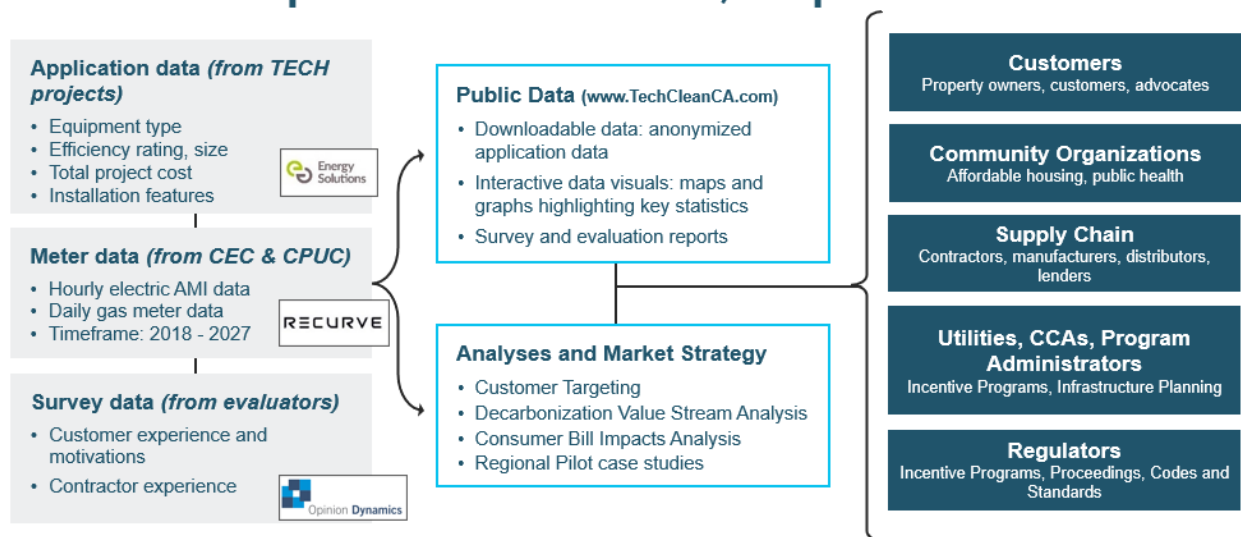 Application data (from TECH
projects)
• Equipment type
• Efficiency rating, size
• Total project cost
• Installation features
Energy
Solutions
Meter data (from CEC & CPUC)
• Hourly electric AMI data
• Daily gas meter data
• Timeframe: 2018 - 2027
RECURVE
Survey data (from evaluators)
• Customer experience and
motivations
• Contractor experience
Opinion Dynamics
Public Data (www.TechCleanCA.com)
• Downloadable data: anonymized
application data
• Interactive data visuals: maps and
graphs highlighting key statistics
• Survey and evaluation reports
Analyses and Market Strategy
• Customer Targeting
• Decarbonization Value Stream Analysis
• Consumer Bill Impacts Analysis
• Regional Pilot case studies
Customers
Property owners, customers, advocates
Community Organizations
Affordable housing, public health
Supply Chain
Contractors, manufacturers, distributors,
lenders
Utilities, CCAs, Program
Administrators
Incentive Programs, Infrastructure Planning
Regulators
Incentive Programs, Proceedings, Codes and
Standards